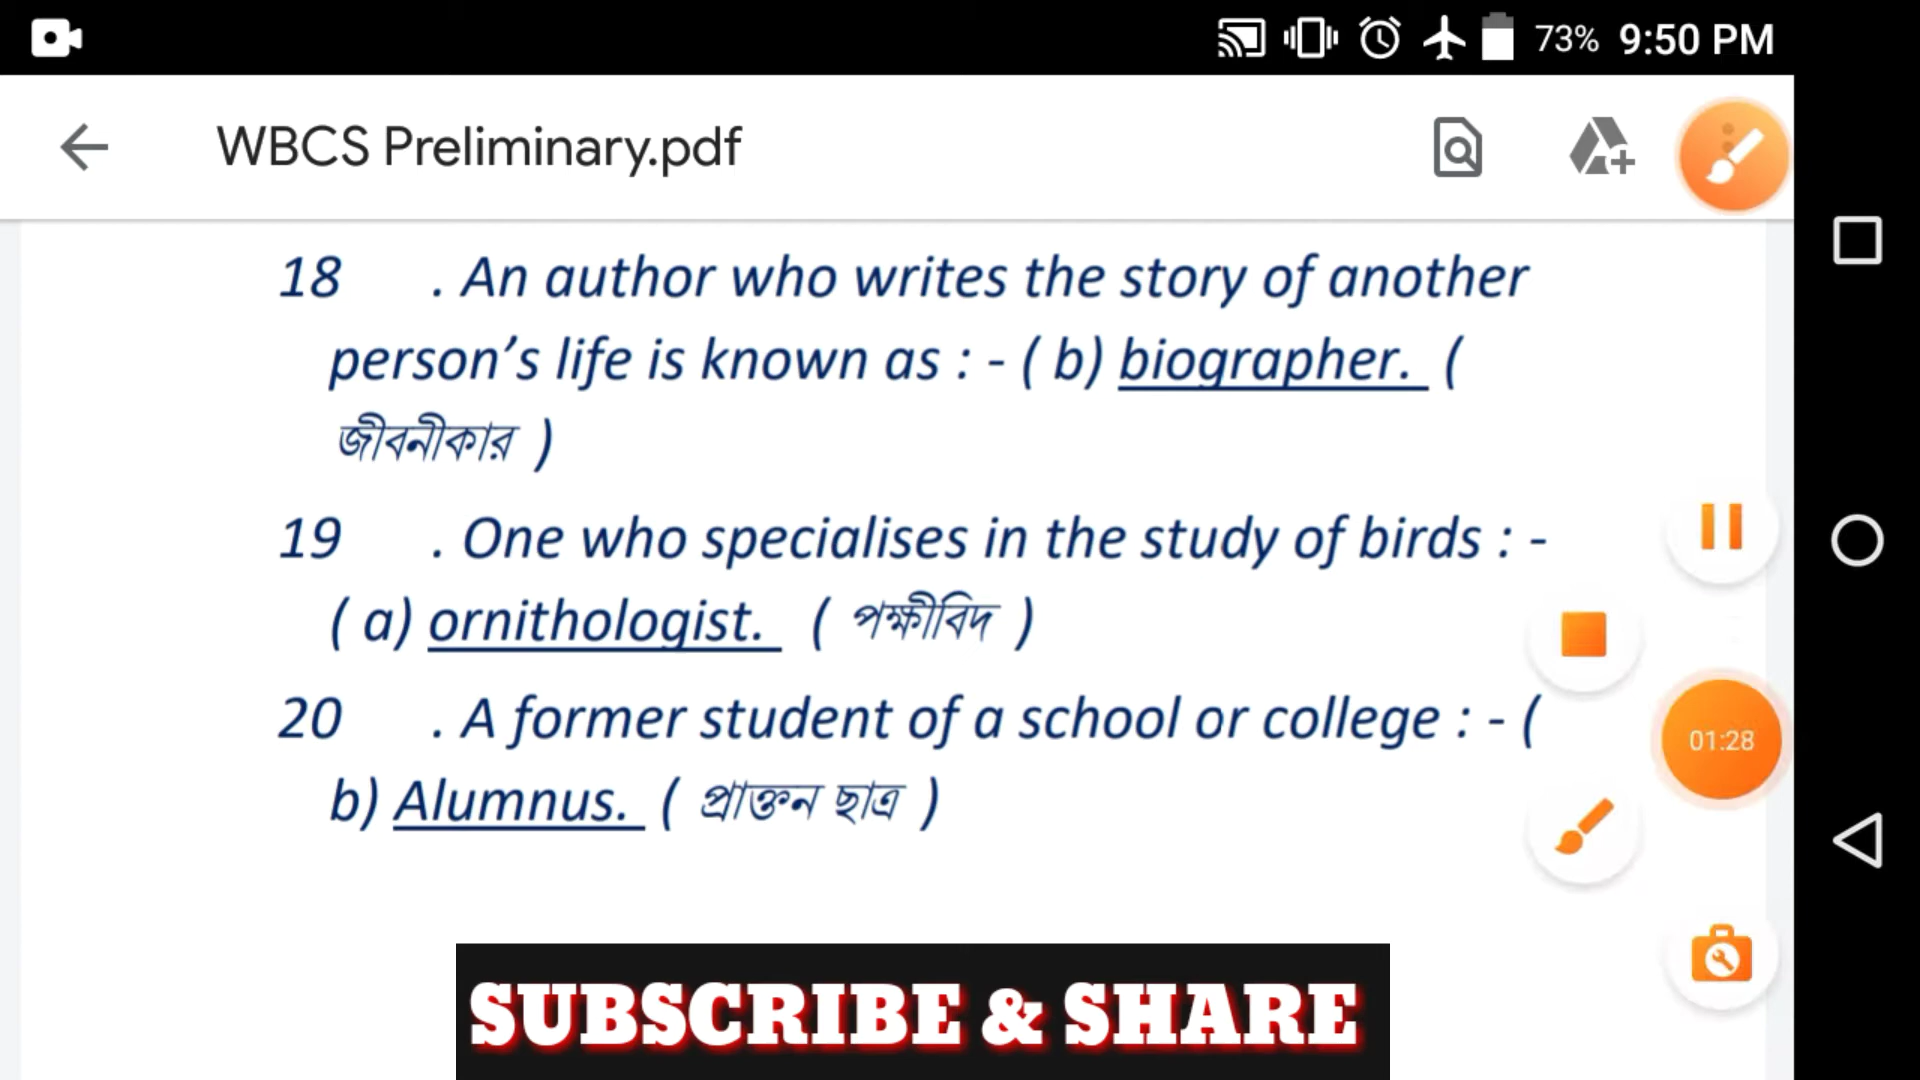 73% 9:50 PM
WBCS Preliminary.pdf
18 . An author who writes the story of another
person’s life is known as : - ( b) biographer. (
জীবনীকার )
19 . One who specialises in the study of birds : -
( a) ornithologist. ( পক্ষীবিদ )
20 . A former student of a school or college : - (
b) Alumnus. ( প্রাক্তন ছাত্র )
01:28
SUBSCRIBE & SHARE